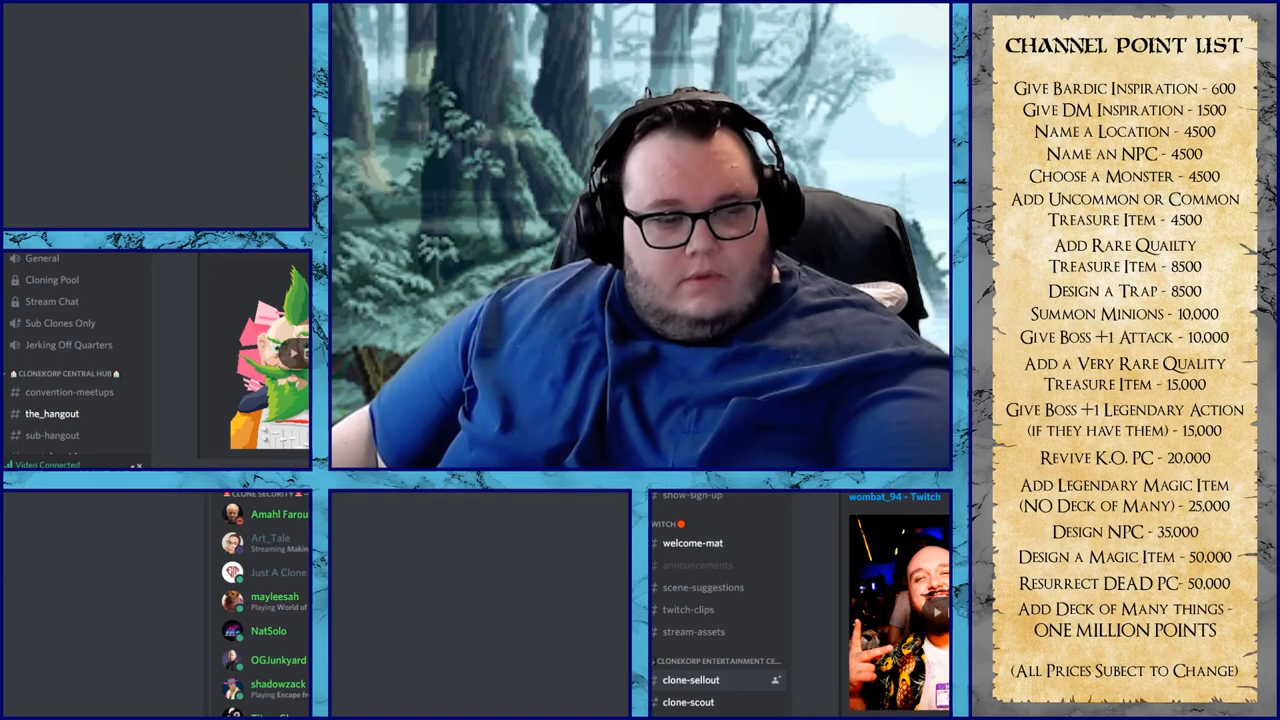 General
Cloning Pool
Stream Chat
Sub Clones Only
Jerking Off Quarters
CLONEKORP CENTRAL HUB
# convention-meetups
# the_hangout
# sub-hangout
Video Connected
CLONE SECURITY
Amahl Farou
Art_Tale
Streaming Makin
Just A Clone
mayleesah
Playing World of
NatSolo
OGJunkyard
shadowzack
Playing Escape fr
# show-sign-up
WITCH
# welcome-mat
# announcements
# scene-suggestions
# twitch-clips
# stream-assets
CLONEKORP ENTERTAINMENT CE...
# clone-sellout
# clone-scout
wombat_94 - Twitch
CHANNEL POINT LIST
GIVE BARDIC INSPIRATION - 600
GIVE DM INSPIRATION - 1500
NAME A LOCATION - 4500
NAME AN NPC - 4500
CHOOSE A MONSTER - 4500
ADD UNCOMMON OR COMMON
TREASURE ITEM - 4500
ADD RARE QUAILTY
TREASURE ITEM - 8500
DESIGN A TRAP - 8500
SUMMON MINIONS - 10,000
GIVE BOSS +1 ATTACK - 10,000
ADD A VERY RARE QUALITY
TREASURE ITEM - 15,000
GIVE BOSS +1 LEGENDARY ACTION
(IF THEY HAVE THEM) - 15,000
REVIVE K.O. PC - 20,000
ADD LEGENDARY MAGIC ITEM
(NO DECK OF MANY) - 25,000
DESIGN NPC - 35,000
DESIGN A MAGIC ITEM - 50,000
RESURRECT DEAD PC - 50,000
ADD DECK OF MANY THINGS -
ONE MILLION POINTS
(ALL PRICES SUBECT TO CHANGE)